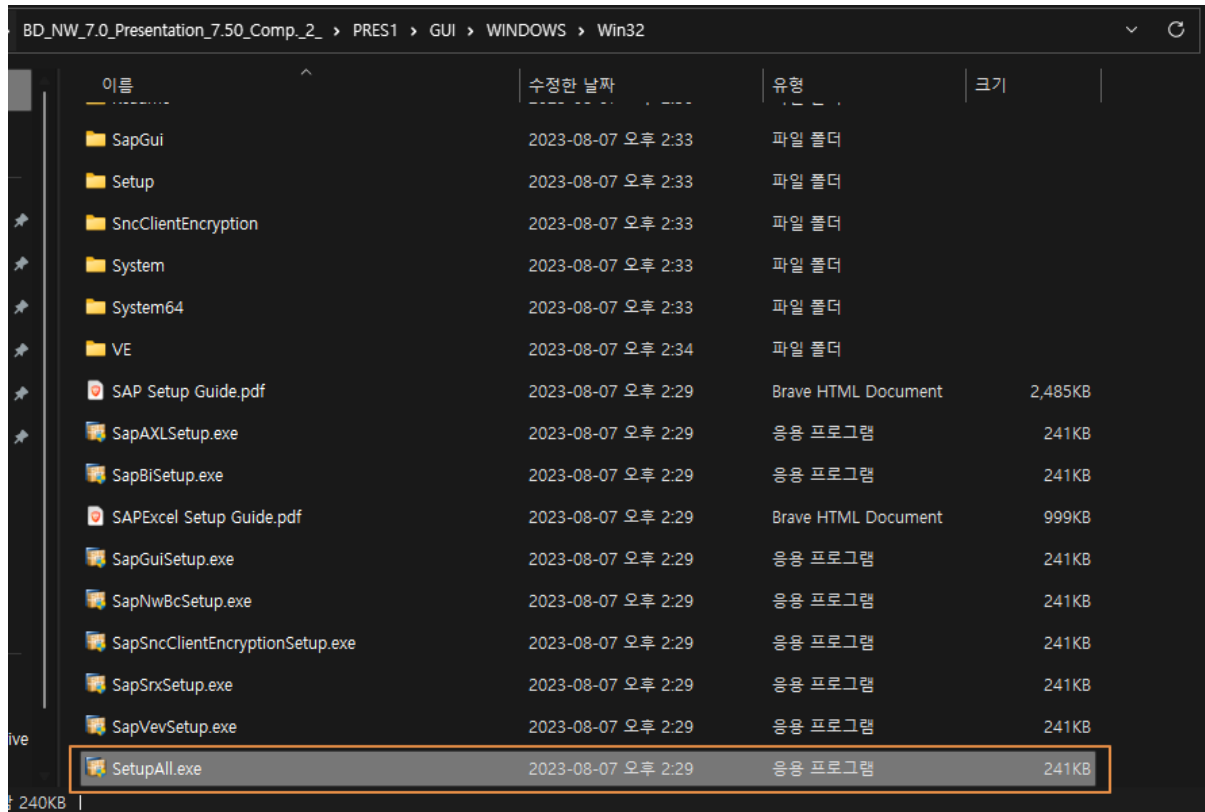 BD_NW_7.0_Presentation_7.50_Comp._2_ > PRES1 > GUI > WINDOWS > Win32
이름 수정한 날짜 유형 크기
SapGui 2023-08-07 오후 2:33 파일 폴더
Setup 2023-08-07 오후 2:33 파일 폴더
SncClientEncryption 2023-08-07 오후 2:33 파일 폴더
System 2023-08-07 오후 2:33 파일 폴더
System64 2023-08-07 오후 2:33 파일 폴더
VE 2023-08-07 오후 2:34 파일 폴더
SAP Setup Guide.pdf 2023-08-07 오후 2:29 Brave HTML Document 2,485KB
SapAXLSetup.exe 2023-08-07 오후 2:29 응용 프로그램 241KB
SapBiSetup.exe 2023-08-07 오후 2:29 응용 프로그램 241KB
SAPExcel Setup Guide.pdf 2023-08-07 오후 2:29 Brave HTML Document 999KB
SapGuiSetup.exe 2023-08-07 오후 2:29 응용 프로그램 241KB
SapNwBcSetup.exe 2023-08-07 오후 2:29 응용 프로그램 241KB
SapSncClientEncryptionSetup.exe 2023-08-07 오후 2:29 응용 프로그램 241KB
SapSrxSetup.exe 2023-08-07 오후 2:29 응용 프로그램 241KB
SapVevSetup.exe 2023-08-07 오후 2:29 응용 프로그램 241KB
ive
SetupAll.exe 2023-08-07 오후 2:29 응용 프로그램 241KB
240KB